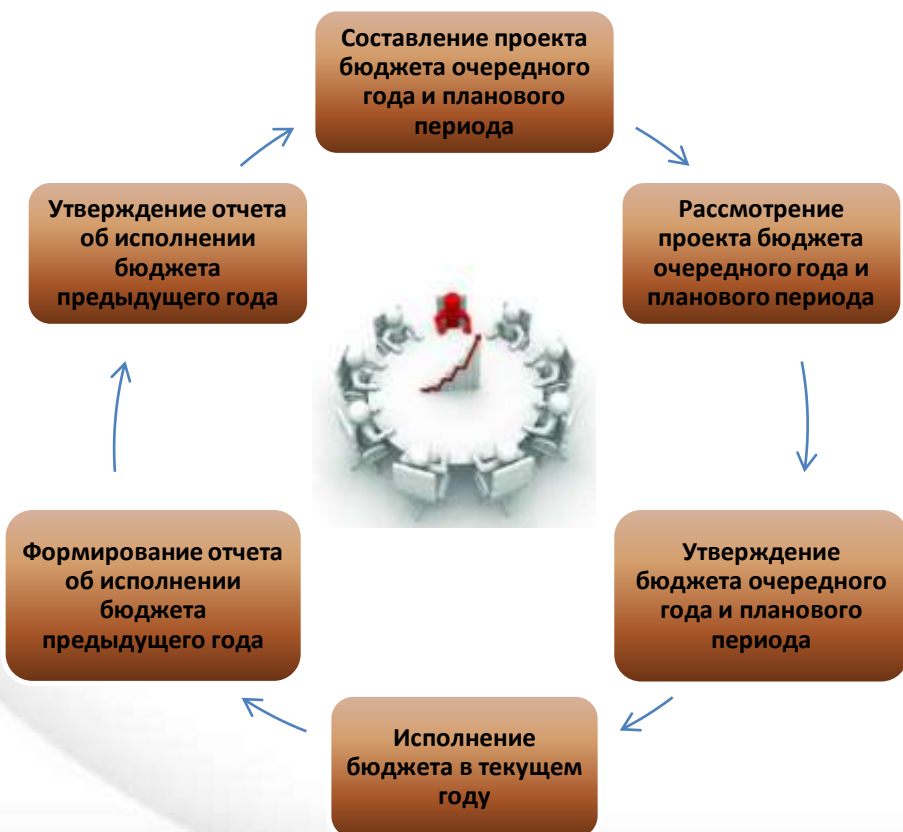 Составление проекта
бюджета очередного
года и планового
периода
Рассмотрение
проекта бюджета
очередного года и
планового периода
Утверждение
бюджета очередного
года и планового
периода
Исполнение
бюджета в текущем
году
Формирование отчета
об исполнении
бюджета
предыдущего года
Утверждение отчета
об исполнении
бюджета
предыдущего года